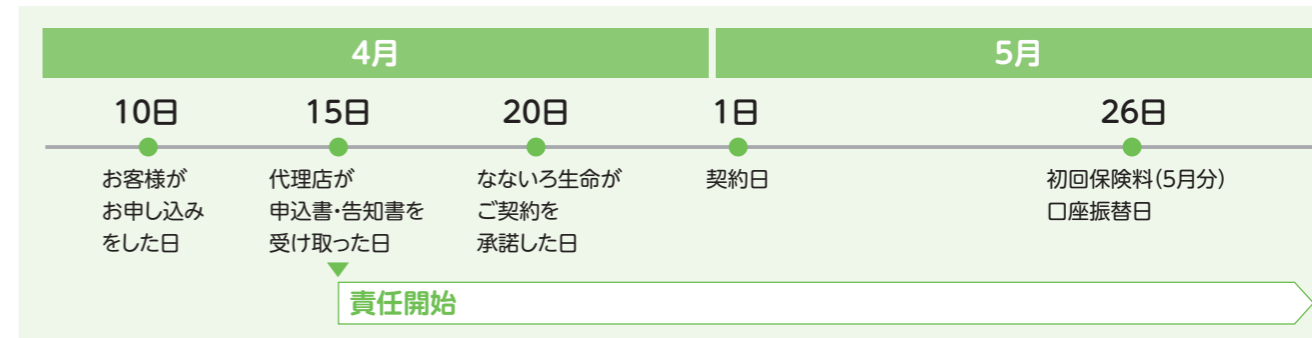 4月
5月
10日
15日
20日
1日
26日
お客様が
お申し込み
をした日
代理店が
申込書・告知書を
受け取った日
なないろ生命が
ご契約を
承諾した日
契約日
初回保険料(5月分)
口座振替日
責任開始